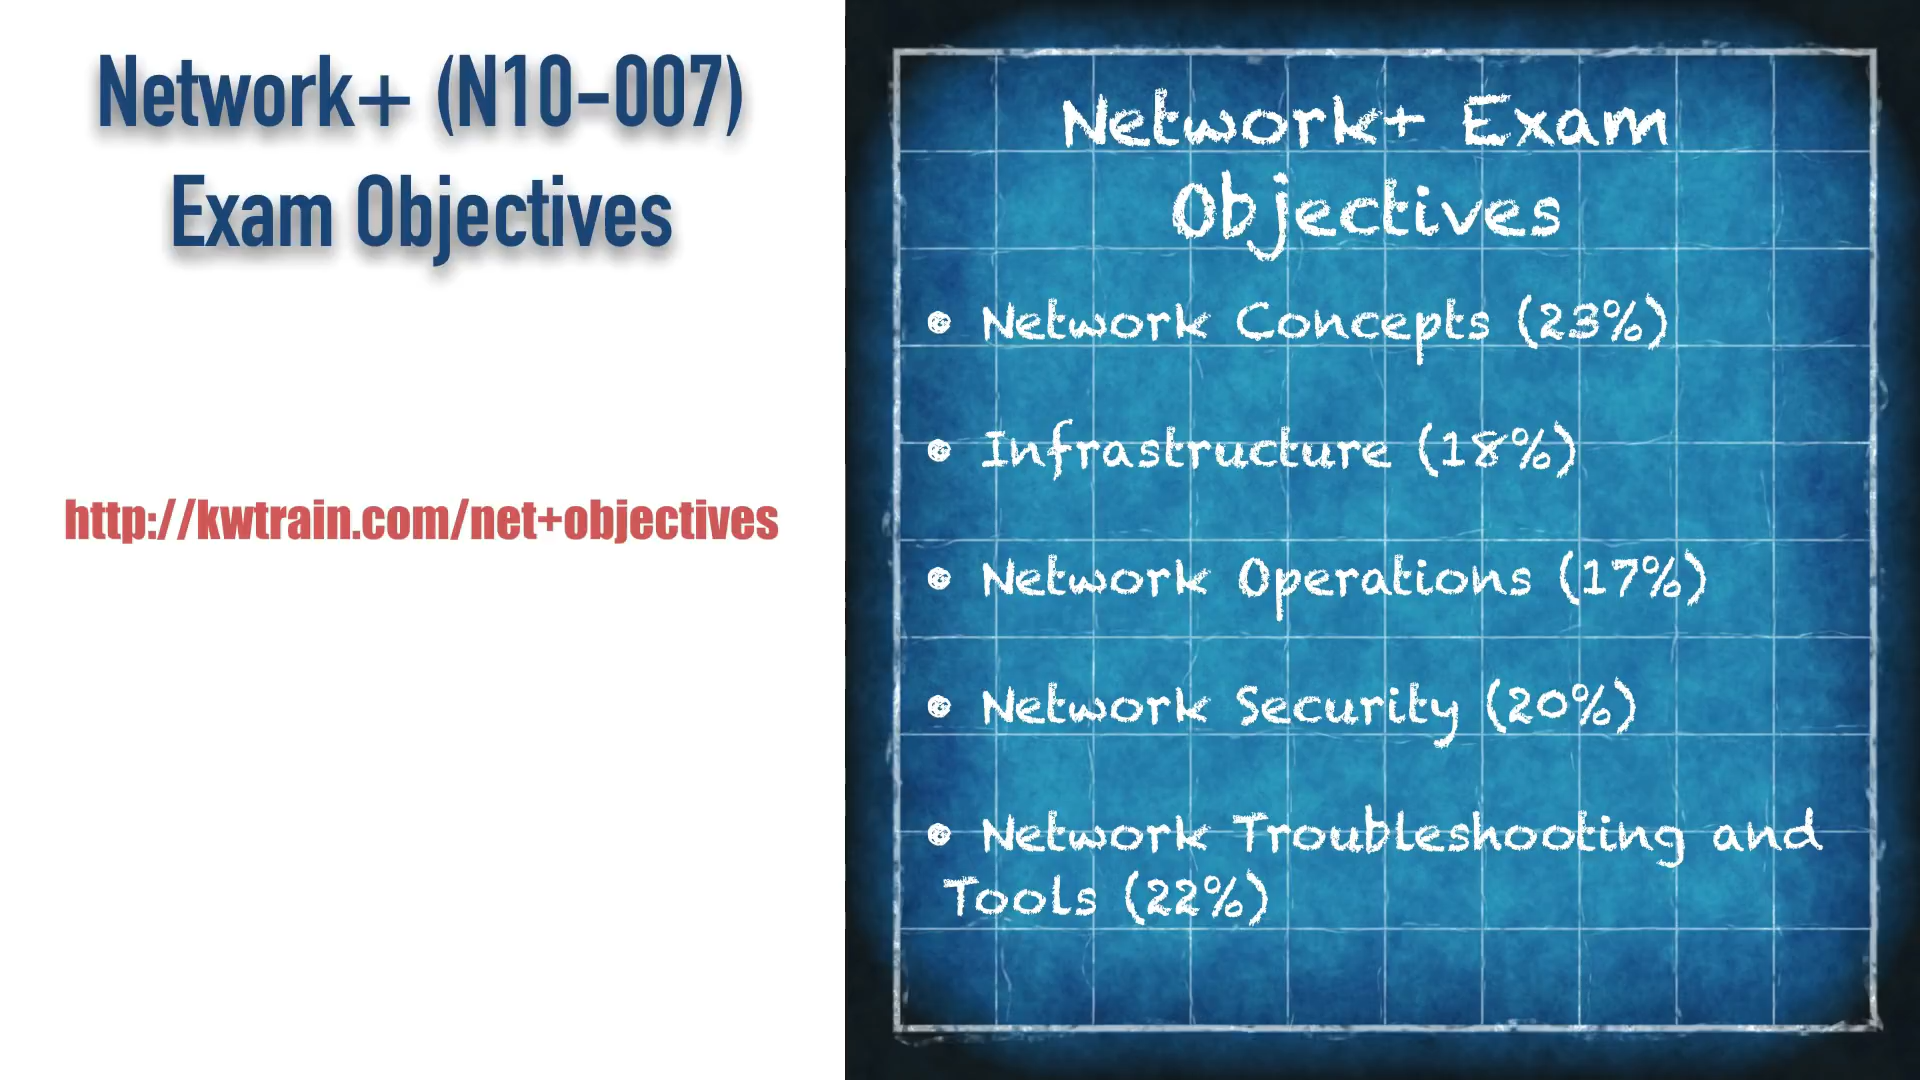 Network+ (N10-007)
Exam Objectives
http://kwtrain.com/net+objectives
Network+ Exam
Objectives
• Network Concepts (23%)
• Infrastructure (18%)
• Network Operations (17%)
• Network Security (20%)
• Network Troubleshooting and
Tools (22%)